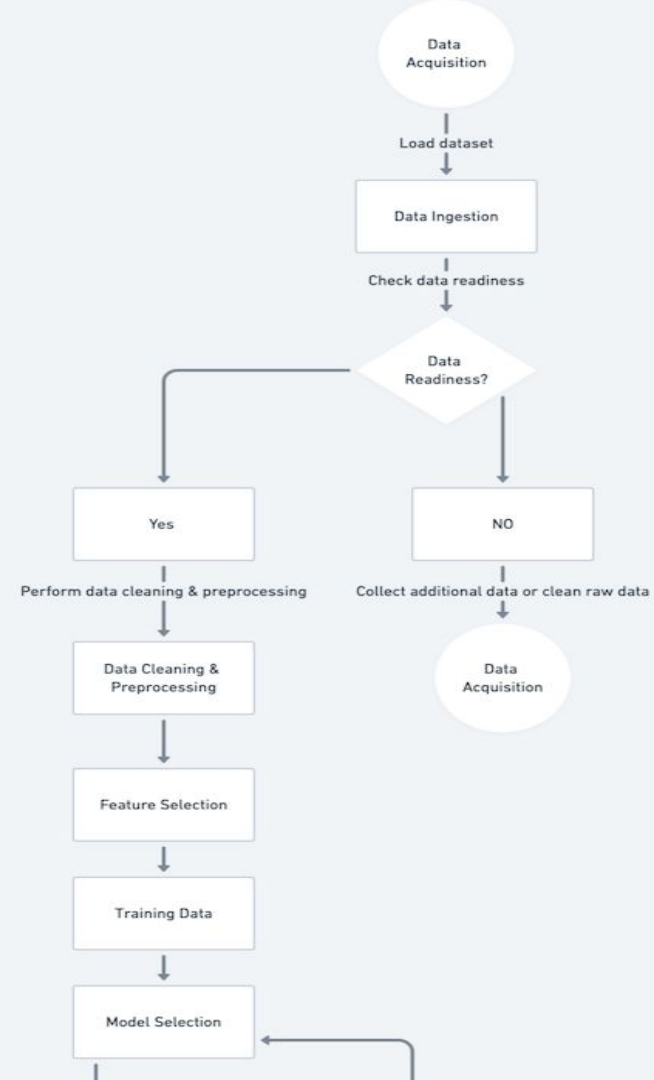 Data
Acquisition
Load dataset
Data Ingestion
Check data readiness
Data
Readiness?
Yes
NO
Perform data cleaning & preprocessing
Collect additional data or clean raw data
Data Cleaning &
Preprocessing
Data
Acquisition
Feature Selection
Training Data
Model Selection